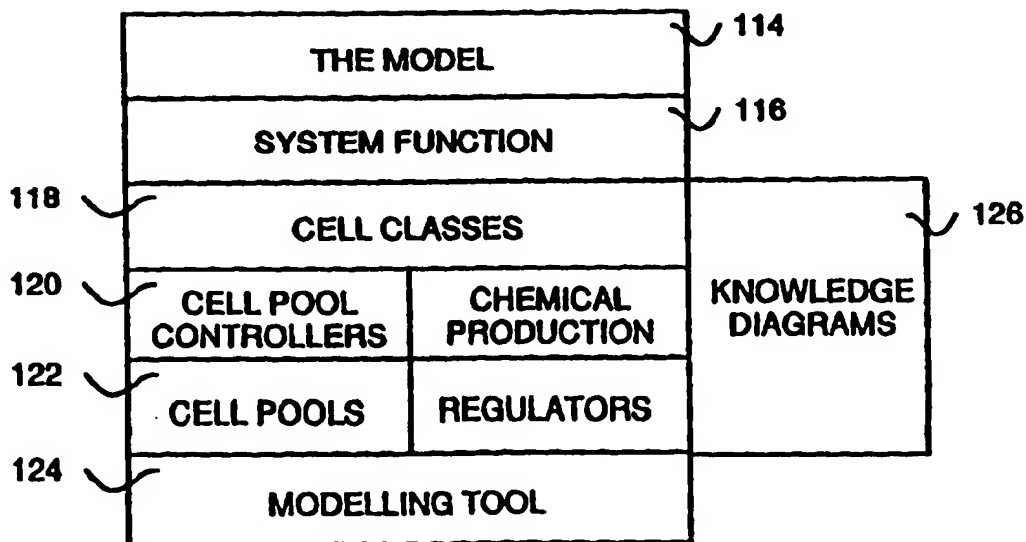 114
THE MODEL
116
SYSTEM FUNCTION
118
CELL CLASSES
126
KNOWLEDGE
DIAGRAMS
120
CELL POOL
CONTROLLERS
CHEMICAL
PRODUCTION
122
CELL POOLS
REGULATORS
124
MODELLING TOOL